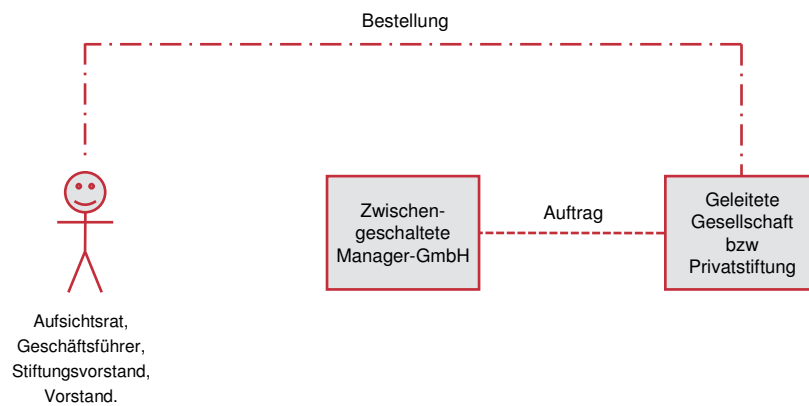 Bestellung
Zwischen-
geschaltete
Manager-GmbH
Auftrag
Geleitete
Gesellschaft
bzw
Privatstiftung
Aufsichtsrat,
Geschäftsführer,
Stiftungsvorstand,
Vorstand.